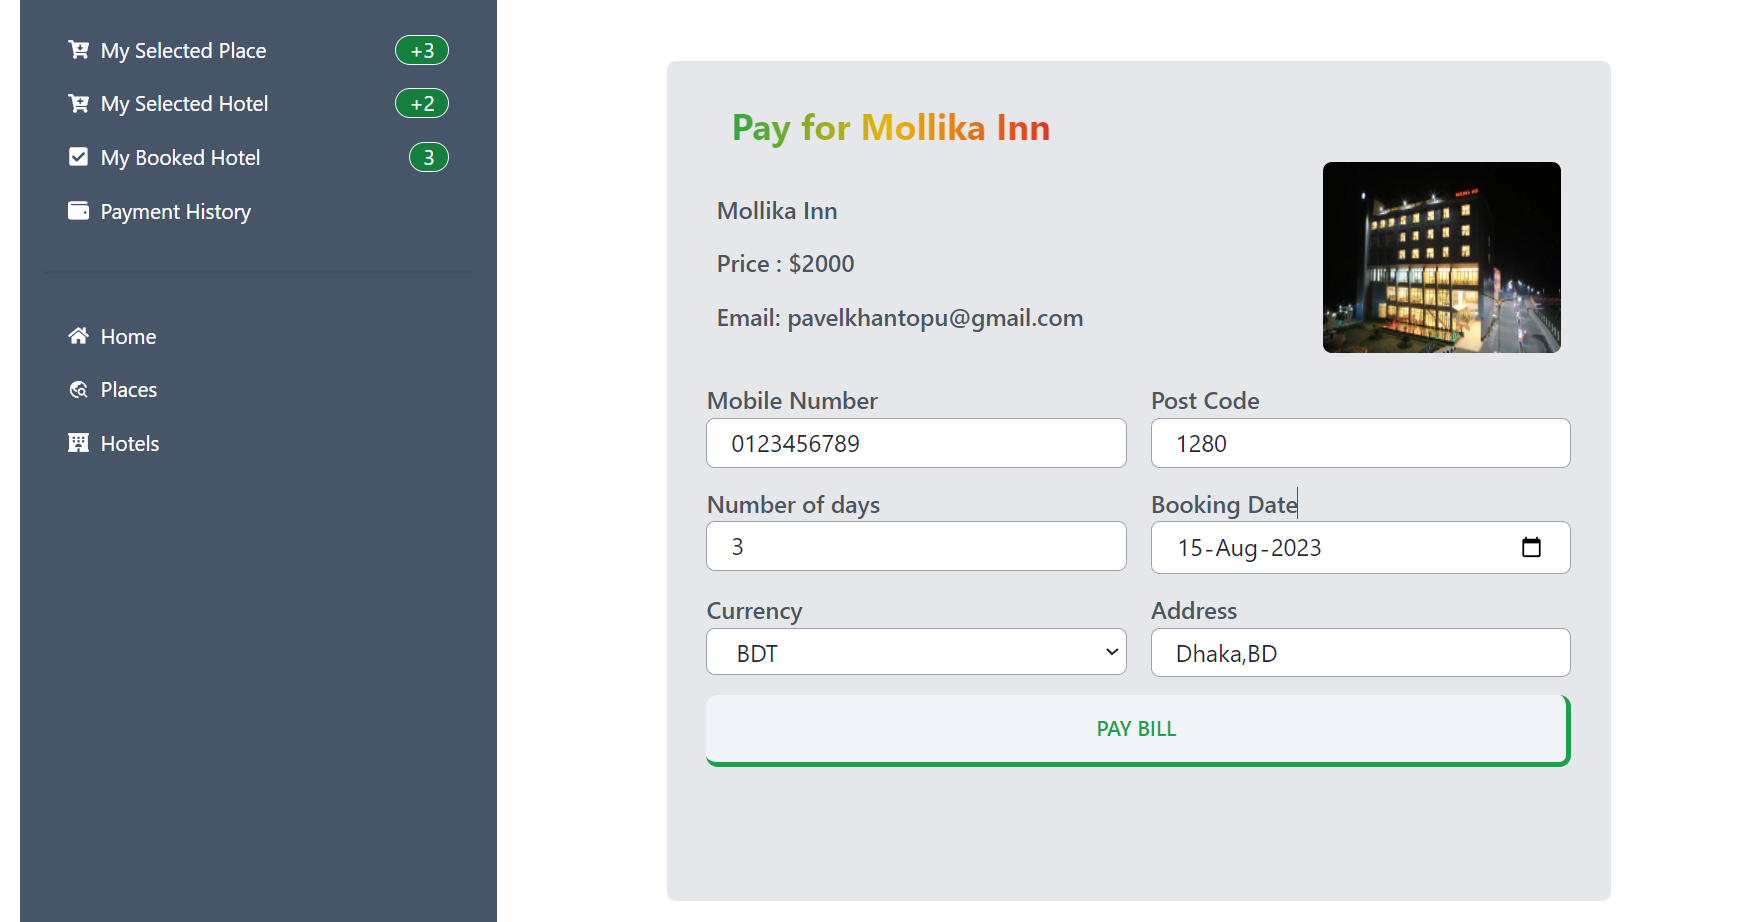 My Selected Place +3
My Selected Hotel +2
My Booked Hotel 3
Payment History
Home
Places
Hotels
Pay for Mollika Inn
Mollika Inn
Price : $2000
Email: pavelkhantopu@gmail.com
Mobile Number Post Code
0123456789 1280
Number of days Booking Date
3 15-Aug-2023
Currency Address
BDT Dhaka,BD
PAY BILL